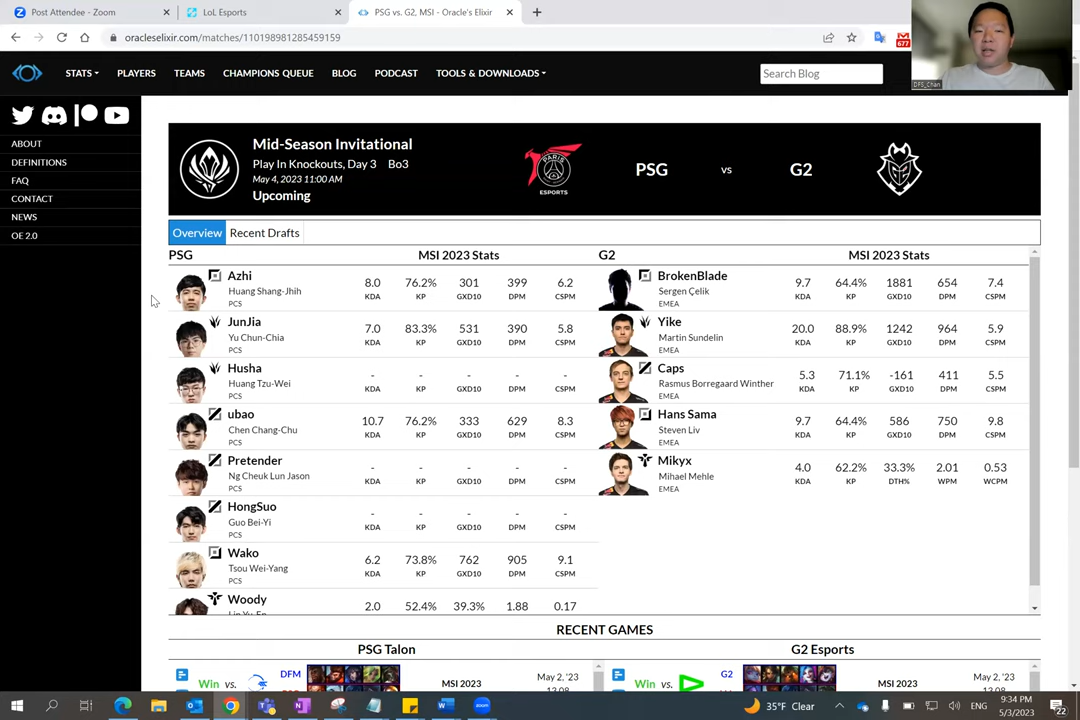 Post Attendee - Zoom
LoL Esports
PSG vs. G2, MSI - Oracle's Elixir
oracleselixir.com/matches/110198981285459159
677
DFS_Chan
STATS
PLAYERS
TEAMS
CHAMPIONS QUEUE
BLOG
PODCAST
TOOLS & DOWNLOADS
Search Blog
ABOUT
DEFINITIONS
FAQ
CONTACT
NEWS
OE 2.0
Mid-Season Invitational
Play In Knockouts, Day 3 Bo3
May 4, 2023 11:00 AM
Upcoming
ESPORTS
PSG
vs
G2
Overview
Recent Drafts
PSG MSI 2023 Stats
Azhi
Huang Shang-Jhih
PCS
8.0 76.2% 301 399 6.2
KDA KP GXD10 DPM CSPM
JunJia
Yu Chun-Chia
PCS
7.0 83.3% 531 390 5.8
KDA KP GXD10 DPM CSPM
Husha
Huang Tzu-Wei
PCS
- - - - -
KDA KP GXD10 DPM CSPM
ubao
Chen Chang-Chu
PCS
10.7 76.2% 333 629 8.3
KDA KP GXD10 DPM CSPM
Pretender
Ng Cheuk Lun Jason
PCS
- - - - -
KDA KP GXD10 DPM CSPM
HongSuo
Guo Bei-Yi
PCS
- - - - -
KDA KP GXD10 DPM CSPM
Wako
Tsou Wei-Yang
PCS
6.2 73.8% 762 905 9.1
KDA KP GXD10 DPM CSPM
Woody
2.0 52.4% 39.3% 1.88 0.17
G2 MSI 2023 Stats
BrokenBlade
Sergen Çelik
EMEA
9.7 64.4% 1881 654 7.4
KDA KP GXD10 DPM CSPM
Yike
Martin Sundelin
EMEA
20.0 88.9% 1242 964 5.9
KDA KP GXD10 DPM CSPM
Caps
Rasmus Borregaard Winther
EMEA
5.3 71.1% -161 411 5.5
KDA KP GXD10 DPM CSPM
Hans Sama
Steven Liv
EMEA
9.7 64.4% 586 750 9.8
KDA KP GXD10 DPM CSPM
Mikyx
Mihael Mehle
EMEA
4.0 62.2% 33.3% 2.01 0.53
KDA KP DTH% WPM WCPM
RECENT GAMES
PSG Talon
G2 Esports
Win vs. DFM MSI 2023 May 2, '23
Win vs. G2 MSI 2023 May 2, '23
35°F Clear
ENG
9:34 PM
5/3/2023
22